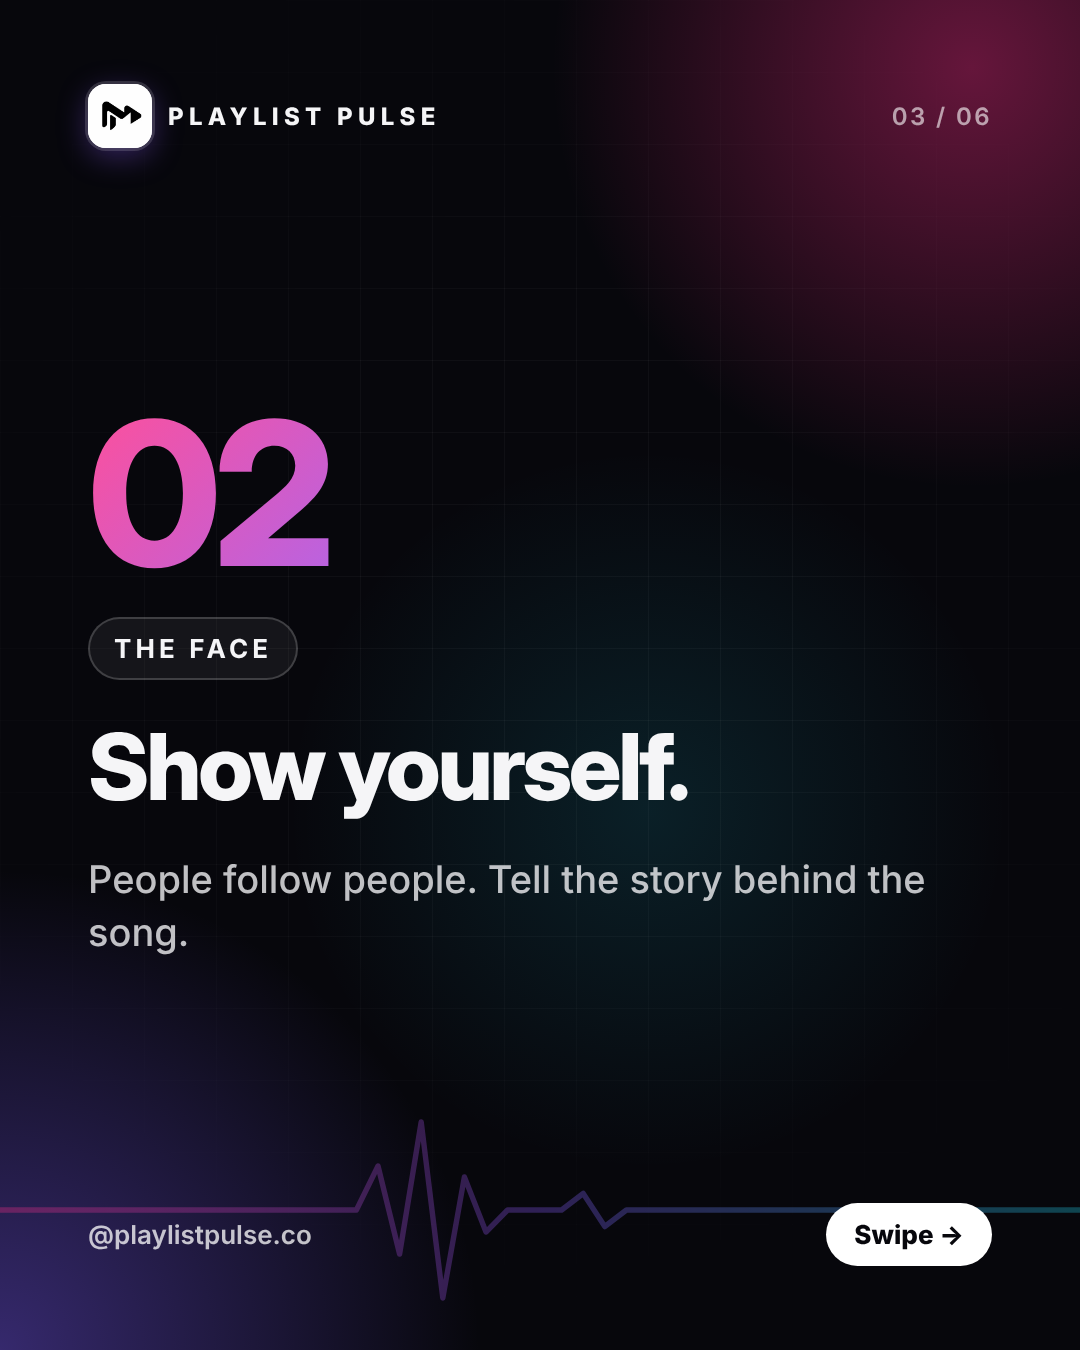 PLAYLIST PULSE
03 / 06
02
THE FACE
Show yourself.
People follow people. Tell the story behind the
song.
@playlistpulse.co
Swipe →